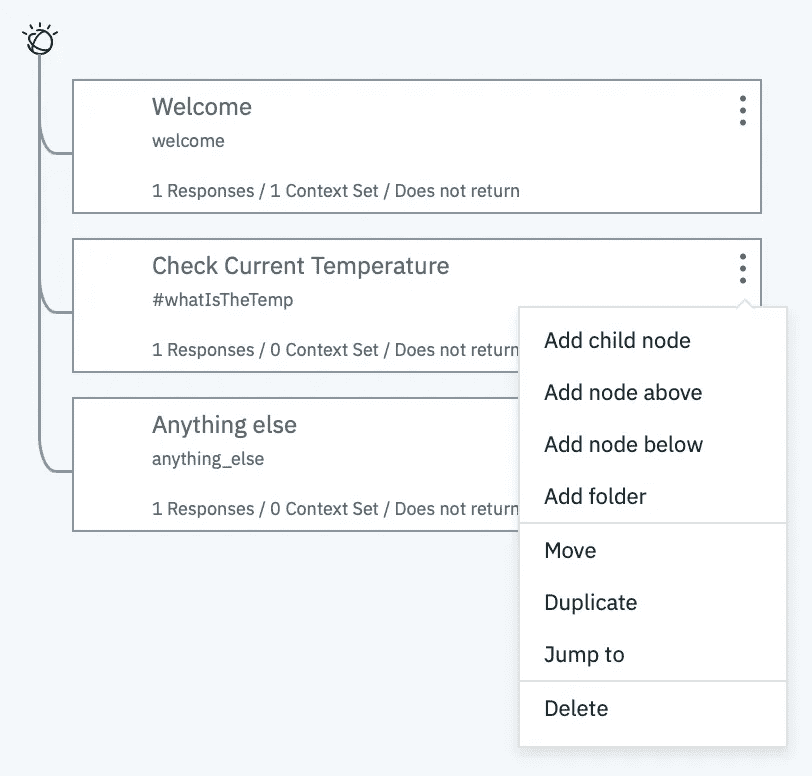 Welcome
welcome
1 Responses / 1 Context Set / Does not return
Check Current Temperature
#whatIsTheTemp
1 Responses / 0 Context Set / Does not return
Anything else
anything_else
1 Responses / 0 Context Set / Does not return
Add child node
Add node above
Add node below
Add folder
Move
Duplicate
Jump to
Delete